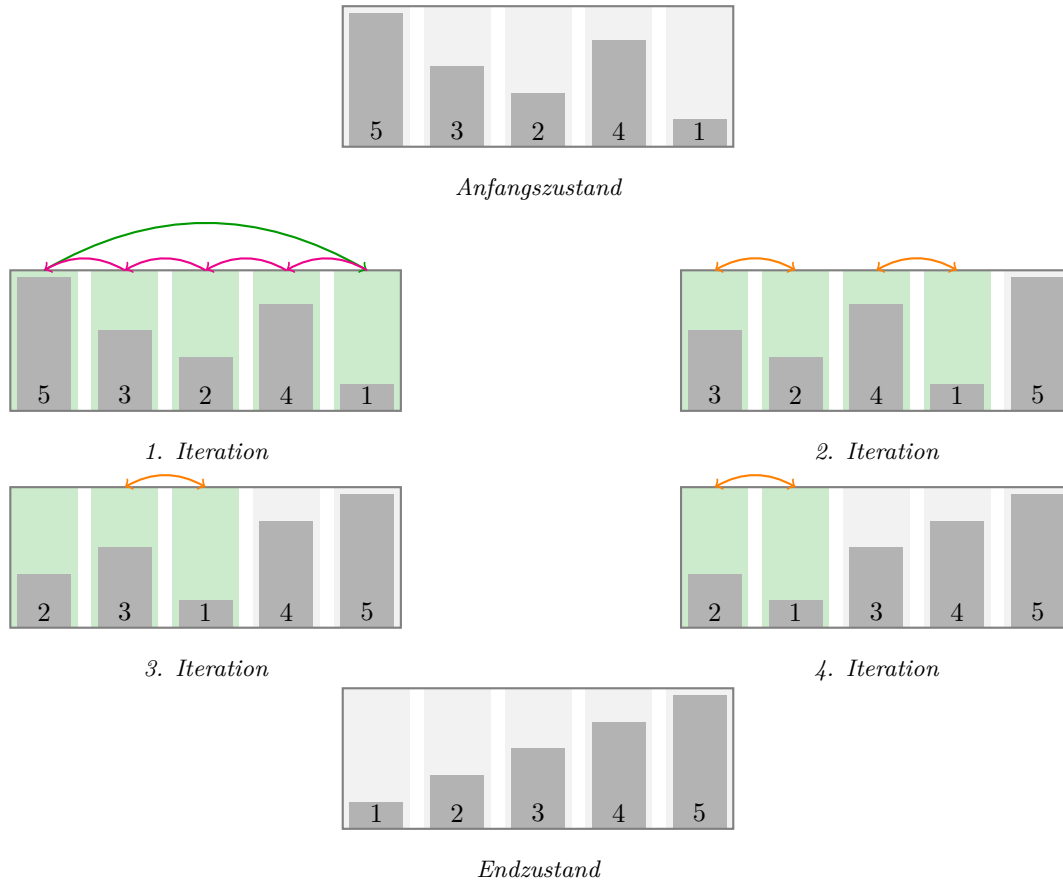 5 3 2 4 1
Anfangszustand
5 3 2 4 1
1. Iteration
3 2 4 1 5
2. Iteration
2 3 1 4 5
3. Iteration
2 1 3 4 5
4. Iteration
1 2 3 4 5
Endzustand